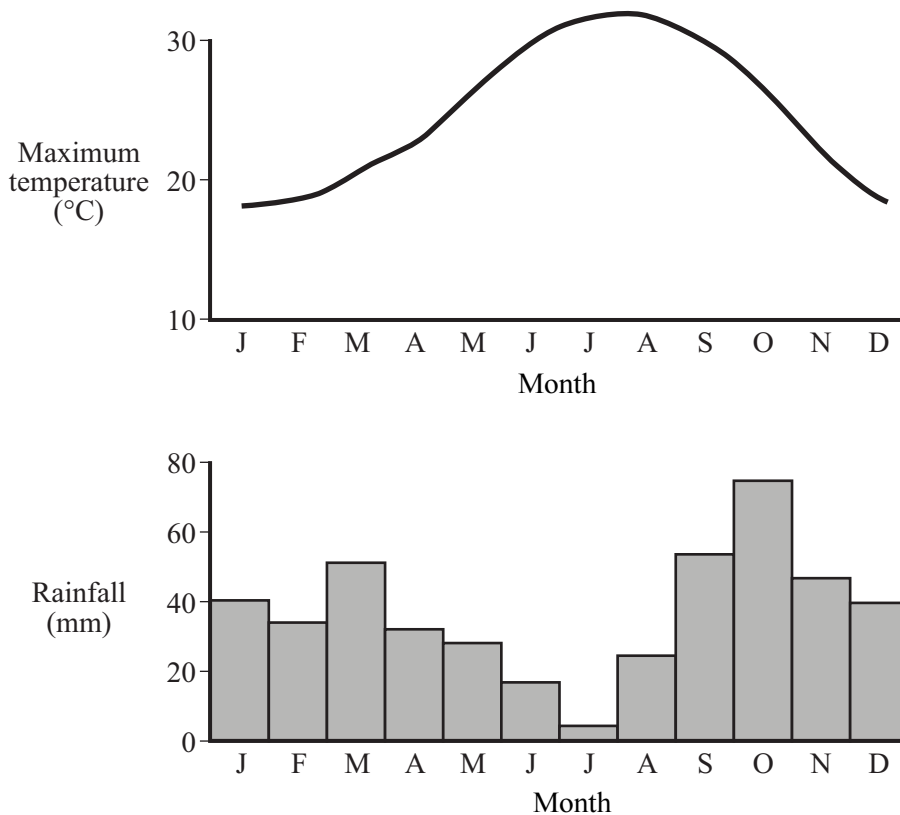 30
Maximum
temperature
(°C)
20
10
J F M A M J J A S O N D
Month
80
60
Rainfall
(mm)
40
20
0
J F M A M J J A S O N D
Month